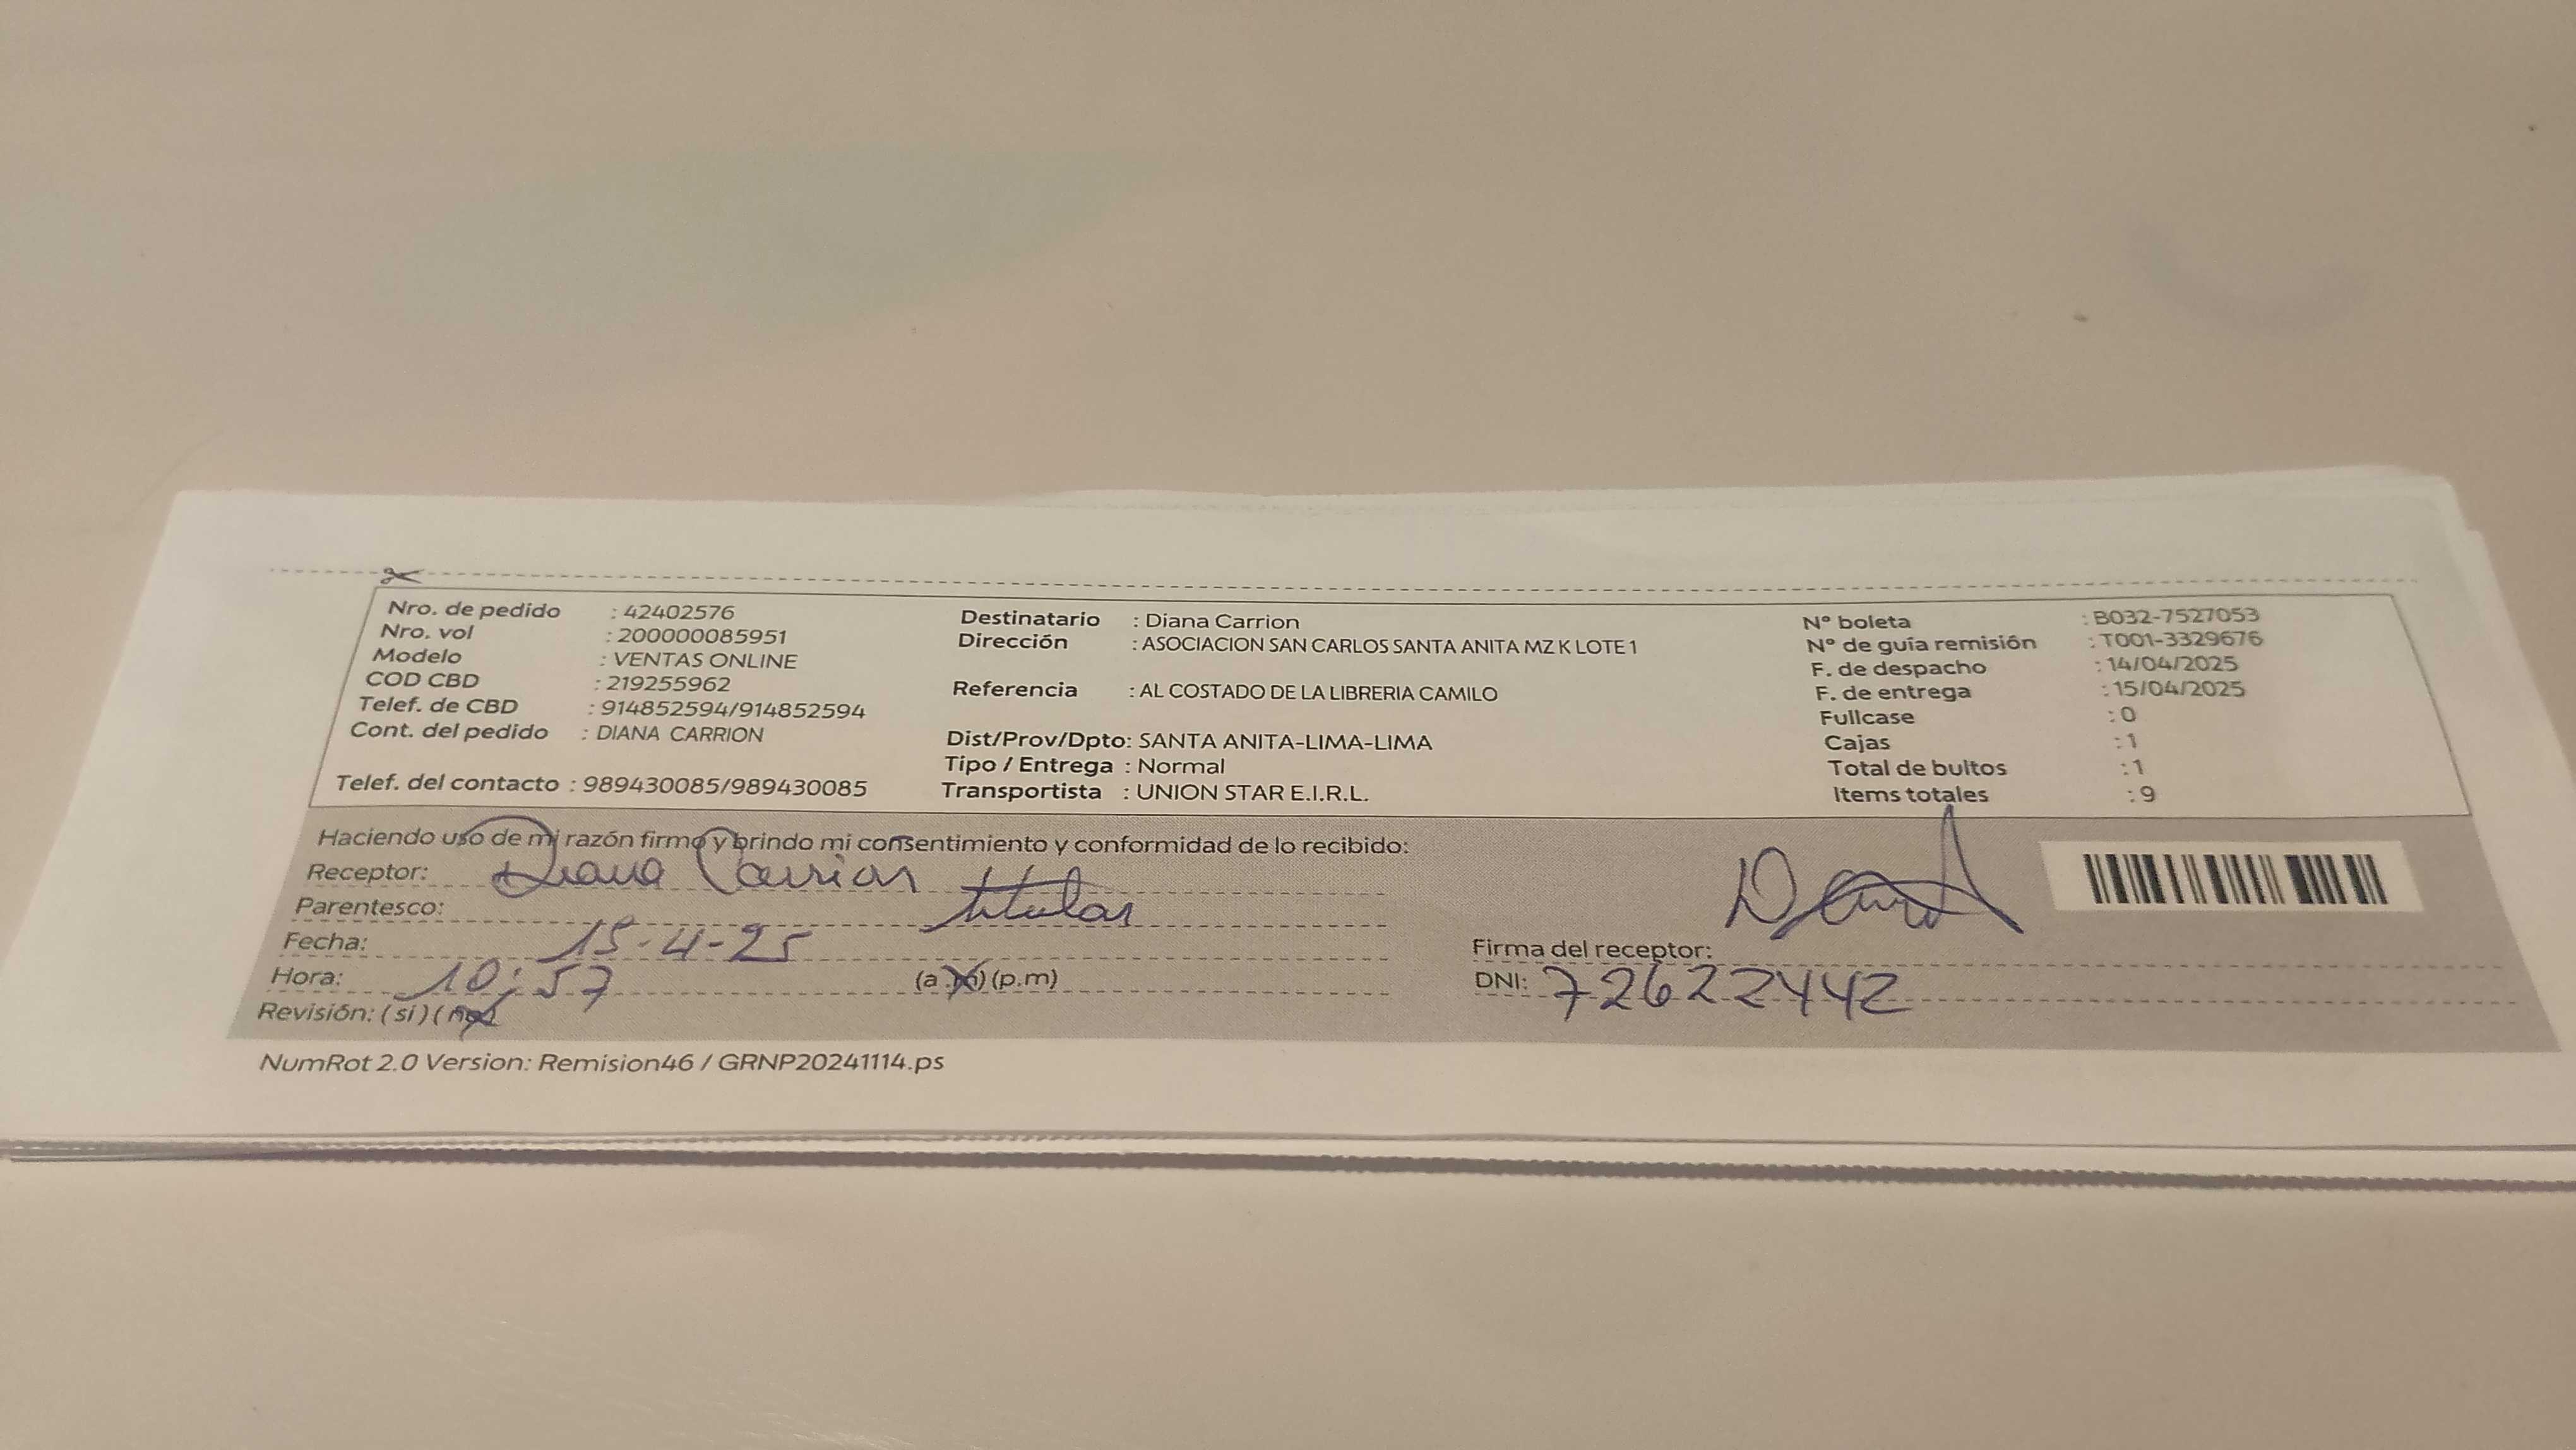 Nro. de pedido : 42402576
Nro. vol : 200000085951
Modelo : VENTAS ONLINE
COD CBD : 219255962
Telef. de CBD : 914852594/914852594
Cont. del pedido : DIANA CARRION
Telef. del contacto : 989430085/989430085
Destinatario : Diana Carrion
Dirección : ASOCIACION SAN CARLOS SANTA ANITA MZ K LOTE 1
Referencia : AL COSTADO DE LA LIBRERIA CAMILO
Dist/Prov/Dpto: SANTA ANITA-LIMA-LIMA
Tipo / Entrega : Normal
Transportista : UNION STAR E.I.R.L.
N° boleta : B032-7527053
N° de guía remisión : T001-3329676
F. de despacho : 14/04/2025
F. de entrega : 15/04/2025
Fullcase : 0
Cajas : 1
Total de bultos : 1
Items totales : 9
Haciendo uso de mi razón firmo y brindo mi consentimiento y conformidad de lo recibido:
Receptor: Diana Carrion
Parentesco: titular
Fecha: 15-4-25
Hora: 10:57 (a.m) (p.m)
Revisión: (si) (no)
Firma del receptor:
DNI: 72622442
NumRot 2.0 Version: Remision46 / GRNP20241114.ps